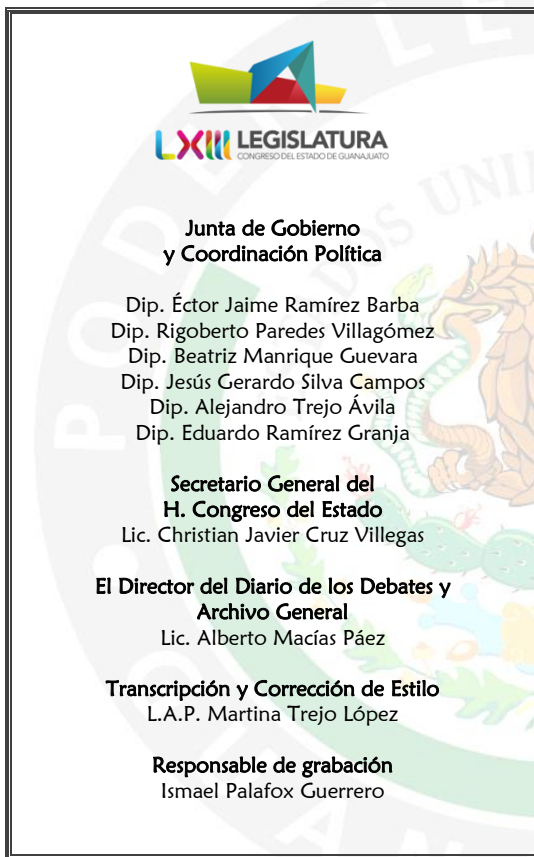 LXIII LEGISLATURA
CONGRESO DEL ESTADO DE GUANAJUATO
Junta de Gobierno
y Coordinación Política
Dip. Éctor Jaime Ramírez Barba
Dip. Rigoberto Paredes Villagómez
Dip. Beatriz Manrique Guevara
Dip. Jesús Gerardo Silva Campos
Dip. Alejandro Trejo Ávila
Dip. Eduardo Ramírez Granja
Secretario General del
H. Congreso del Estado
Lic. Christian Javier Cruz Villegas
El Director del Diario de los Debates y
Archivo General
Lic. Alberto Macías Páez
Transcripción y Corrección de Estilo
L.A.P. Martina Trejo López
Responsable de grabación
Ismael Palafox Guerrero